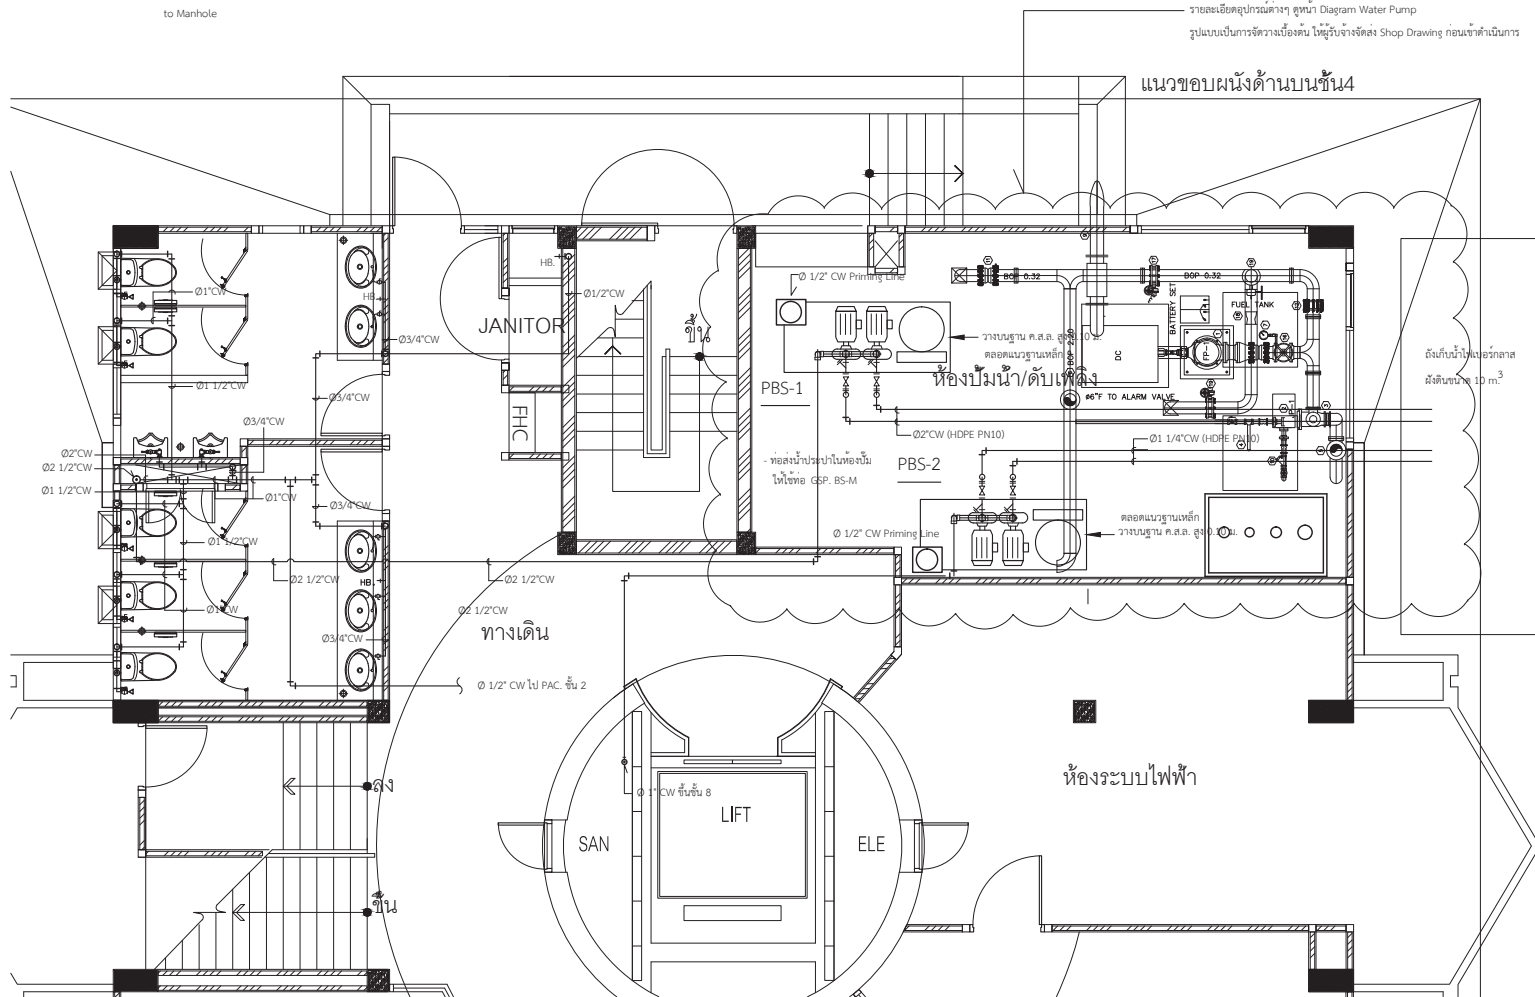 to Manhole
รายละเอียดอุปกรณ์ต่างๆ ดูหน้า Diagram Water Pump
รูปแบบเป็นการจัดวางเบื้องต้น ให้ผู้รับจ้างจัดส่ง Shop Drawing ก่อนเข้าดำเนินการ
แนวขอบผนังด้านบนชั้น4
HB.
Ø 1/2" CW Priming Line
BOP 0.32
BOP 0.32
Ø1"CW
HB.
Ø1/2"CW
BATTERY SET
FUEL TANK
JANITOR
ขึ้น
Ø3/4"CW
วางบนฐาน ค.ส.ล. สูง 0.10 ม.
ตลอดแนวฐานเหล็ก
DC
FP-1
ถังเก็บน้ำไฟเบอร์กลาส
ฝังดินขนาด 10 m.3
ห้องปั๊มน้ำ/ดับเพลิง
PBS-1
Ø1 1/2"CW
Ø3/4"CW
ø6"F TO ALARM VALVE
Ø3/4"CW
FHC
Ø2"CW (HDPE PN10)
Ø1 1/4"CW (HDPE PN10)
Ø2"CW
Ø2 1/2"CW
- ท่อส่งน้ำประปาในห้องปั๊ม
ให้ใช้ท่อ GSP. BS-M
PBS-2
Ø1 1/2"CW
Ø1"CW
Ø3/4"CW
ตลอดแนวฐานเหล็ก
วางบนฐาน ค.ส.ล. สูง 0.10 ม.
Ø 1/2" CW Priming Line
Ø1 1/2"CW
Ø2 1/2"CW
Ø2 1/2"CW
HB.
Ø1"CW
Ø2 1/2"CW
ทางเดิน
Ø3/4"CW
Ø 1/2" CW ไป PAC. ชั้น 2
ห้องระบบไฟฟ้า
ลง
Ø 1" CW ขึ้นชั้น 8
LIFT
SAN
ELE
ขึ้น